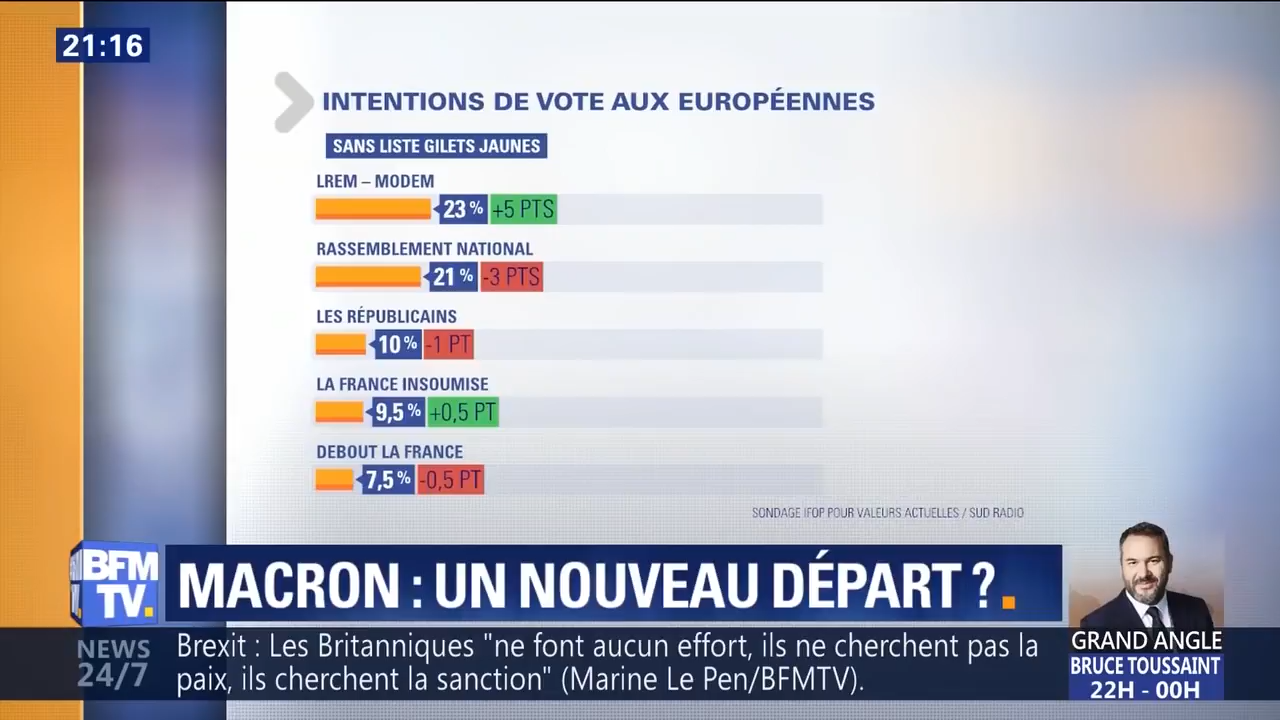 21:16
INTENTIONS DE VOTE AUX EUROPÉENNES
SANS LISTE GILETS JAUNES
LREM – MODEM
23 % +5 PTS
RASSEMBLEMENT NATIONAL
21 % -3 PTS
LES RÉPUBLICAINS
10 % -1 PT
LA FRANCE INSOUMISE
9,5 % +0,5 PT
DEBOUT LA FRANCE
7,5 % -0,5 PT
SONDAGE IFOP POUR VALEURS ACTUELLES / SUD RADIO
BFM
TV.
MACRON : UN NOUVEAU DÉPART ?.
NEWS
24/7
Brexit : Les Britanniques "ne font aucun effort, ils ne cherchent pas la
paix, ils cherchent la sanction" (Marine Le Pen/BFMTV).
GRAND ANGLE
BRUCE TOUSSAINT
22H - 00H